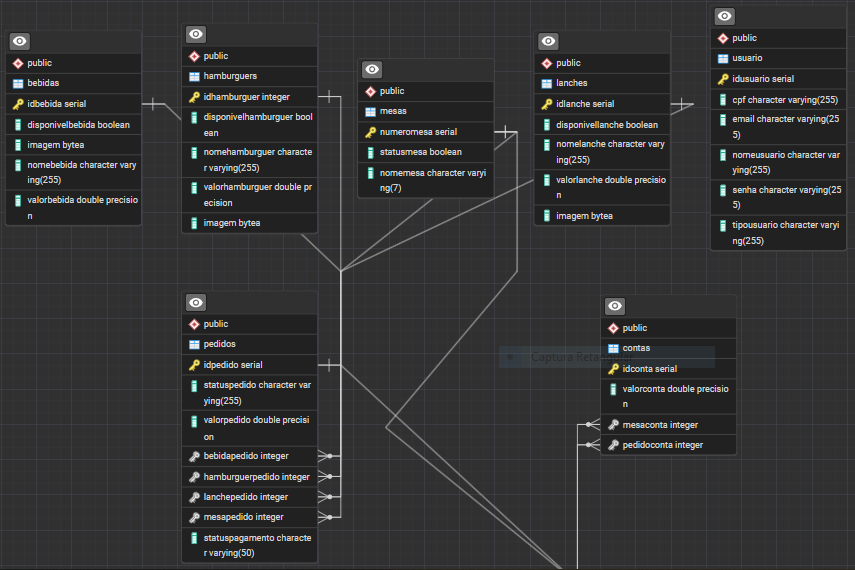 public
bebidas
idbebida serial
disponivelbebida boolean
imagem bytea
nomebebida character vary
ing(255)
valorbebida double precisio
n
public
hamburguers
idhamburguer integer
disponivelhamburguer bool
ean
nomehamburguer characte
r varying(255)
valorhamburguer double pr
ecision
imagem bytea
public
mesas
numeromesa serial
statusmesa boolean
nomemesa character varyi
ng(7)
public
lanches
idlanche serial
disponivellanche boolean
nomelanche character vary
ing(255)
valorlanche double precisio
n
imagem bytea
public
usuario
idusuario serial
cpf character varying(255)
email character varying(25
5)
nomeusuario character var
ying(255)
senha character varying(25
5)
tipousuario character varyi
ng(255)
public
pedidos
idpedido serial
statuspedido character var
ying(255)
valorpedido double precisi
on
bebidapedido integer
hamburguerpedido integer
lanchepedido integer
mesapedido integer
statuspagamento characte
r varying(50)
Captura
public
contas
idconta serial
valorconta double precisio
n
mesaconta integer
pedidoconta integer